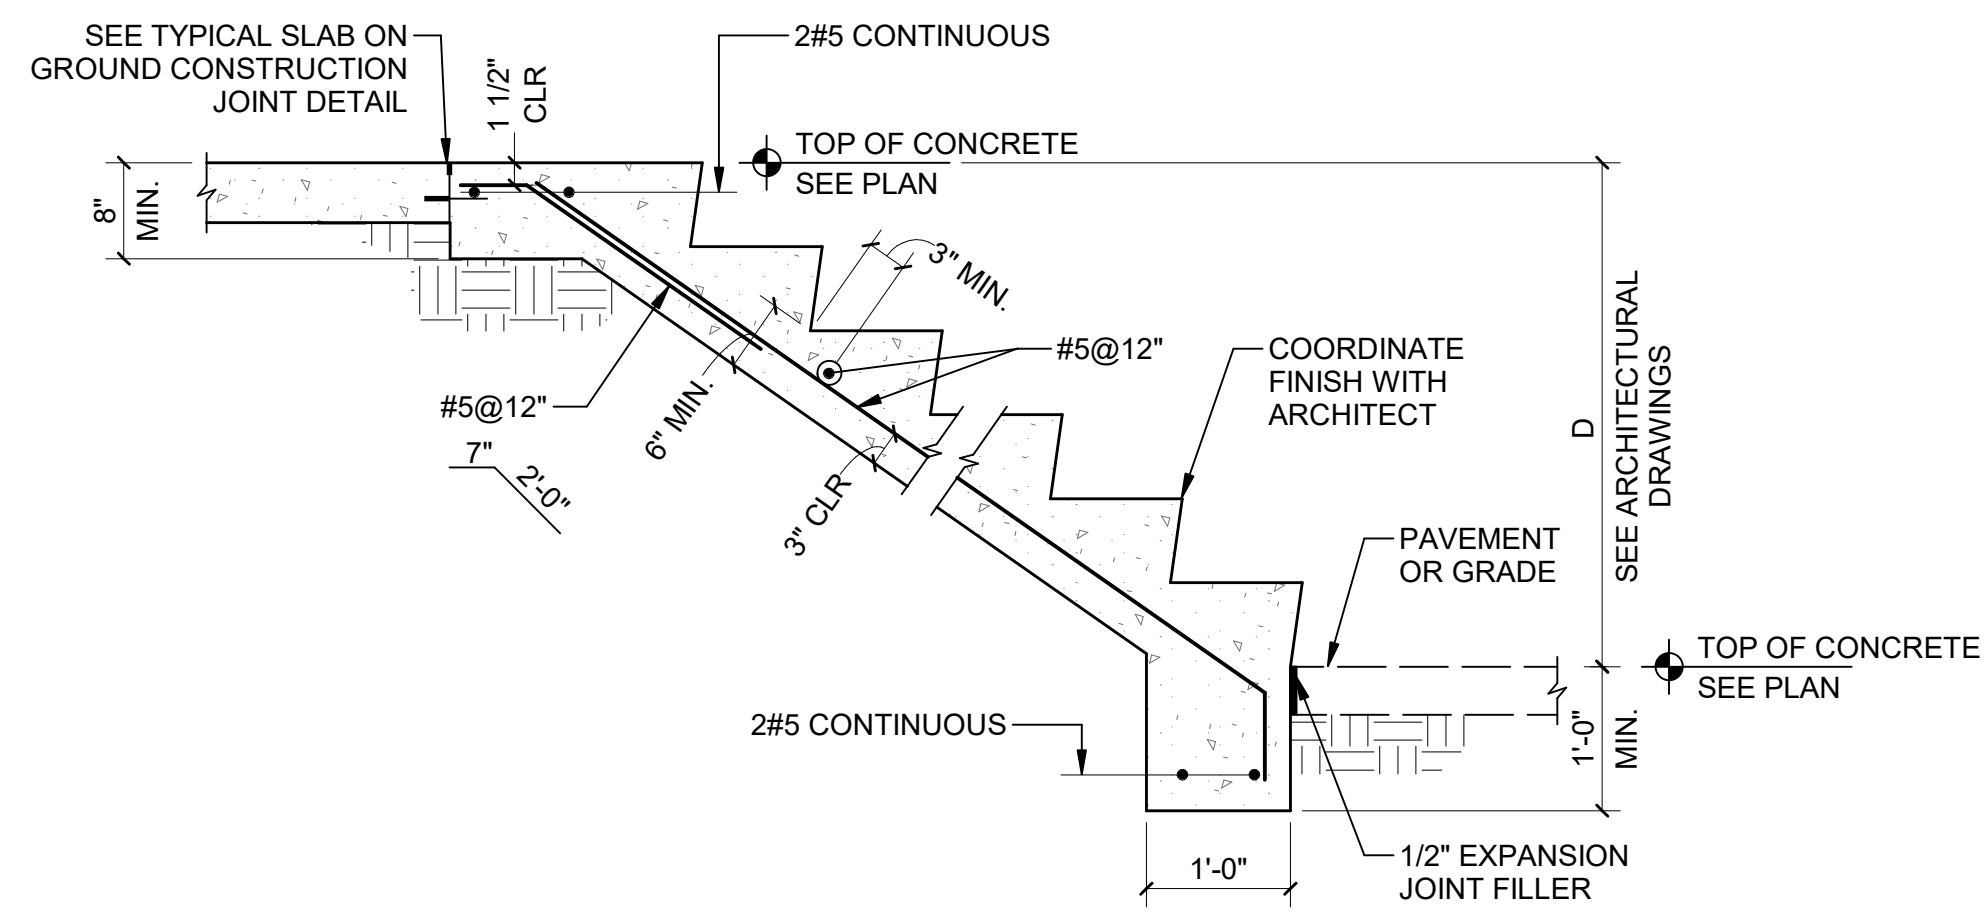 SEE TYPICAL SLAB ON
GROUND CONSTRUCTION
JOINT DETAIL
1 1/2"
CLR
2#5 CONTINUOUS
TOP OF CONCRETE
SEE PLAN
8"
MIN.
3" MIN.
#5@12"
COORDINATE
FINISH WITH
ARCHITECT
#5@12"
7"
2'-0"
6" MIN.
3" CLR
D
SEE ARCHITECTURAL
DRAWINGS
PAVEMENT
OR GRADE
TOP OF CONCRETE
SEE PLAN
2#5 CONTINUOUS
1'-0"
MIN.
1'-0"
1/2" EXPANSION
JOINT FILLER